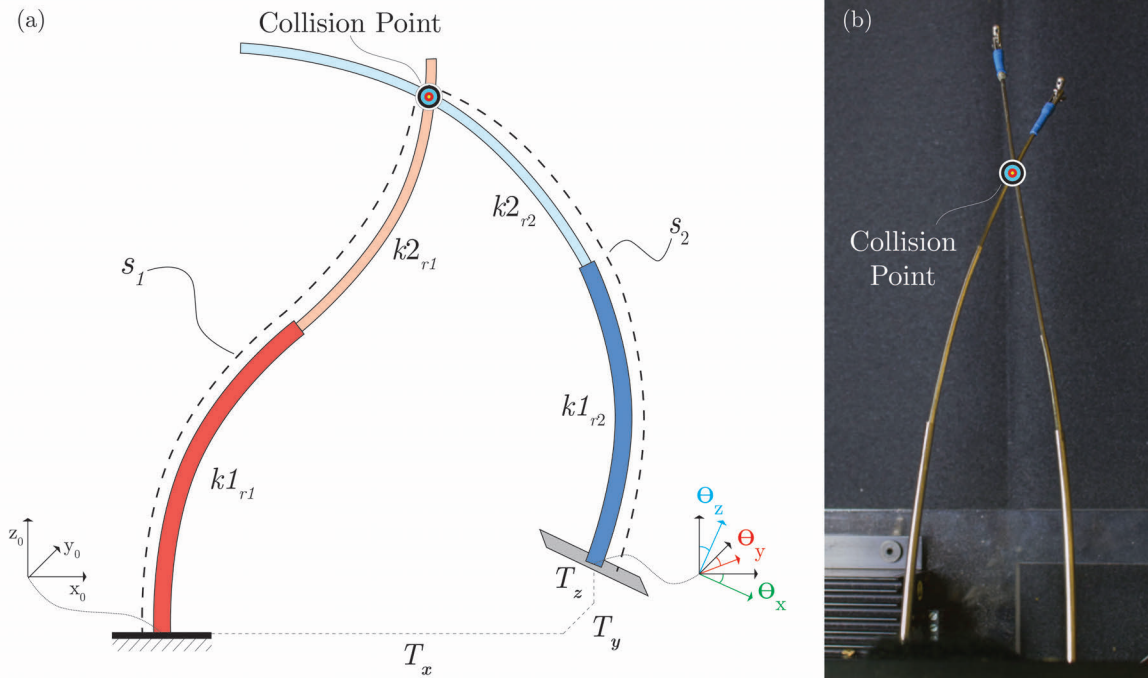 (a)
Collision Point
k2r2
s2
k2r1
s1
k1r2
k1r1
z0
y0
x0
Θz
Θy
Θx
Tz
Ty
Tx
(b)
Collision
Point